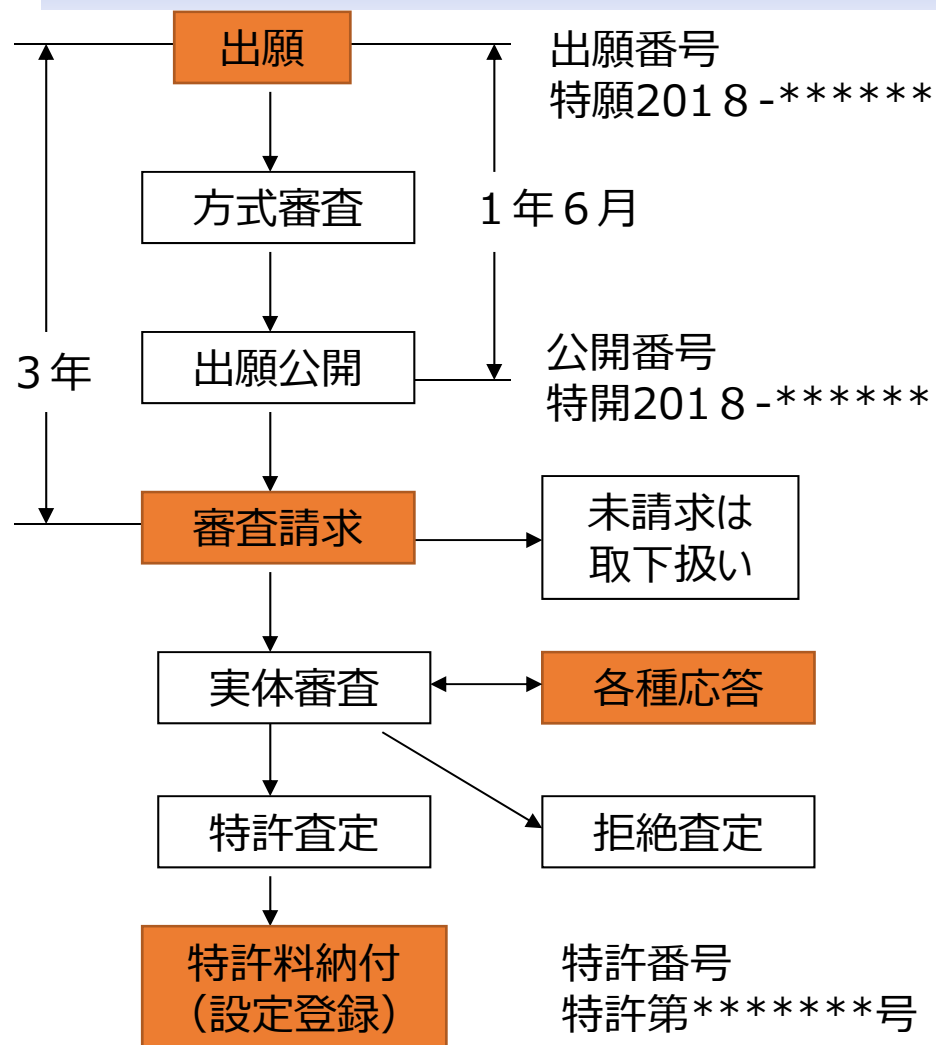 出願
出願番号
特願2018-******
方式審査
1年6月
出願公開
公開番号
特開2018-******
3年
審査請求
未請求は
取下扱い
実体審査
各種応答
特許査定
拒絶査定
特許料納付
（設定登録）
特許番号
特許第*******号